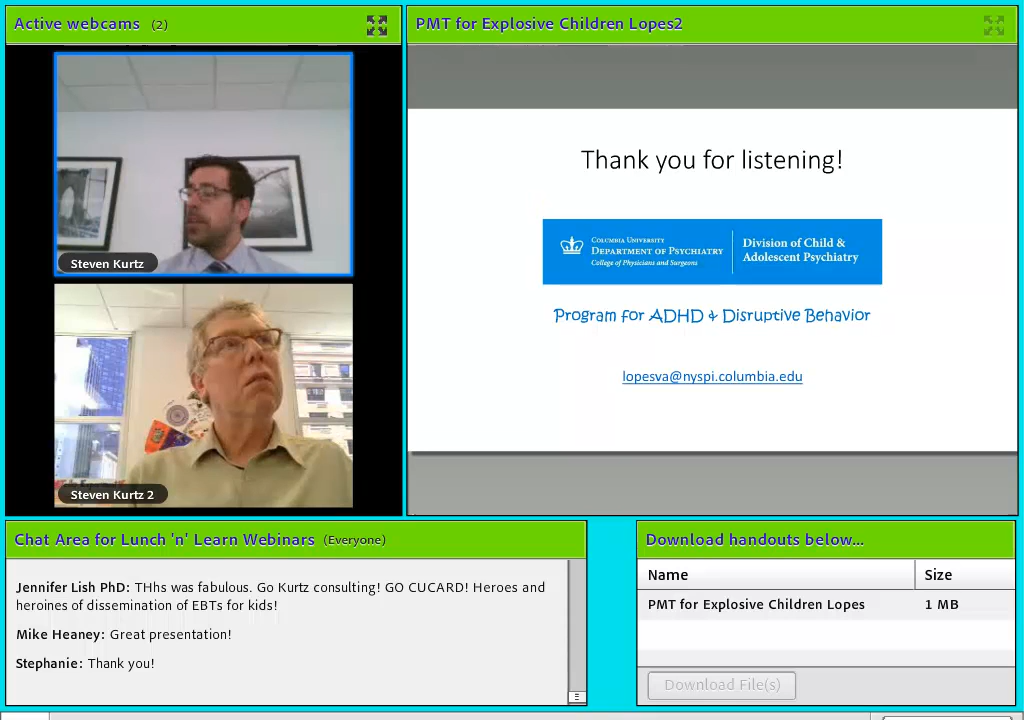 Active webcams (2)
PMT for Explosive Children Lopes2
Steven Kurtz
Steven Kurtz 2
Thank you for listening!
COLUMBIA UNIVERSITY
DEPARTMENT OF PSYCHIATRY
College of Physicians and Surgeons
Division of Child &
Adolescent Psychiatry
Program for ADHD & Disruptive Behavior
lopesva@nyspi.columbia.edu
Chat Area for Lunch 'n' Learn Webinars (Everyone)
Jennifer Lish PhD: THhs was fabulous. Go Kurtz consulting! GO CUCARD! Heroes and
heroines of dissemination of EBTs for kids!
Mike Heaney: Great presentation!
Stephanie: Thank you!
Download handouts below...
Name Size
PMT for Explosive Children Lopes 1 MB
Download File(s)